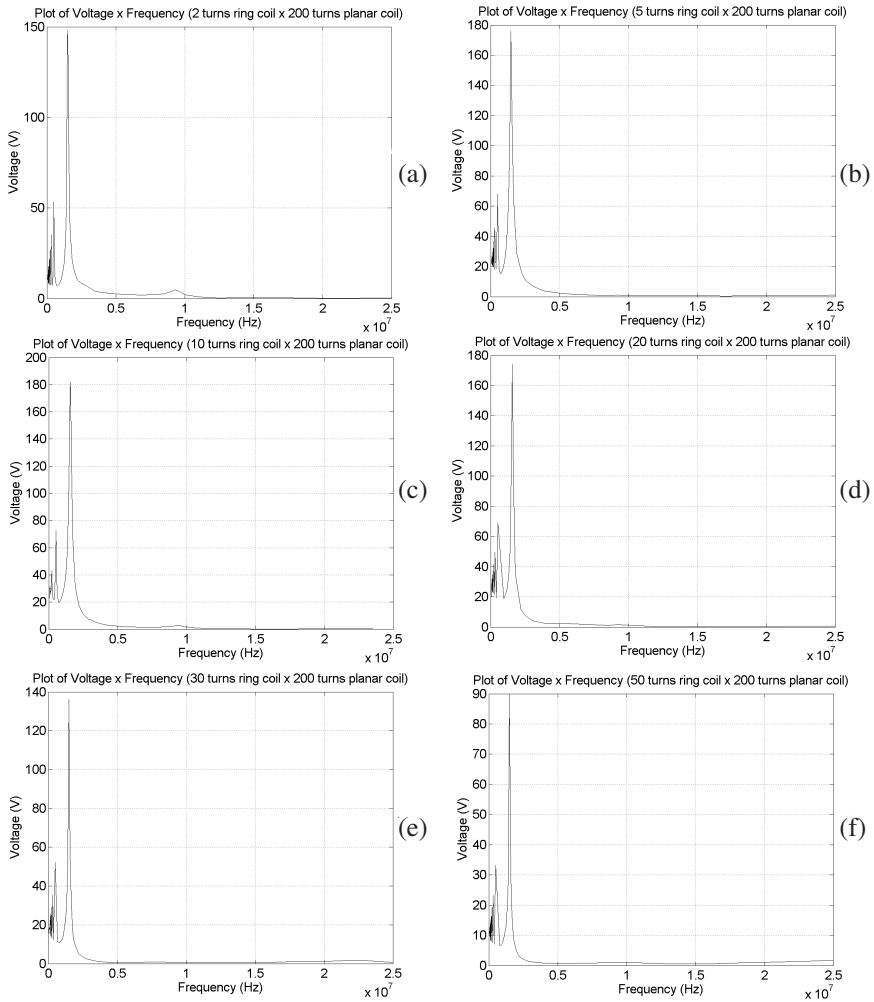 Plot of Voltage x Frequency (2 turns ring coil x 200 turns planar coil)
150
100
50
0
Voltage (V)
0
0.5
1
1.5
2
2.5
Frequency (Hz)
x 10^7
(a)
Plot of Voltage x Frequency (5 turns ring coil x 200 turns planar coil)
180
160
140
120
100
80
60
40
20
0
Voltage (V)
0
0.5
1
1.5
2
2.5
Frequency (Hz)
x 10^7
(b)
Plot of Voltage x Frequency (10 turns ring coil x 200 turns planar coil)
200
180
160
140
120
100
80
60
40
20
0
Voltage (V)
0
0.5
1
1.5
2
2.5
Frequency (Hz)
x 10^7
(c)
Plot of Voltage x Frequency (20 turns ring coil x 200 turns planar coil)
180
160
140
120
100
80
60
40
20
0
Voltage (V)
0
0.5
1
1.5
2
2.5
Frequency (Hz)
x 10^7
(d)
Plot of Voltage x Frequency (30 turns ring coil x 200 turns planar coil)
140
120
100
80
60
40
20
0
Voltage (V)
0
0.5
1
1.5
2
2.5
Frequency (Hz)
x 10^7
(e)
Plot of Voltage x Frequency (50 turns ring coil x 200 turns planar coil)
90
80
70
60
50
40
30
20
10
0
Voltage (V)
0
0.5
1
1.5
2
2.5
Frequency (Hz)
x 10^7
(f)